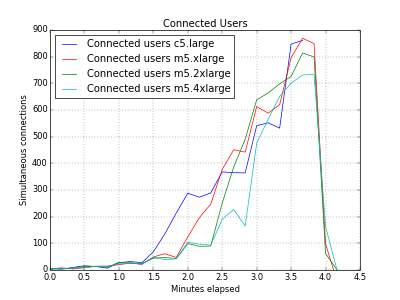 Connected Users
900
800
700
600
500
400
300
200
100
0
Simultaneous connections
Connected users c5.large
Connected users m5.xlarge
Connected users m5.2xlarge
Connected users m5.4xlarge
0.0 0.5 1.0 1.5 2.0 2.5 3.0 3.5 4.0 4.5
Minutes elapsed